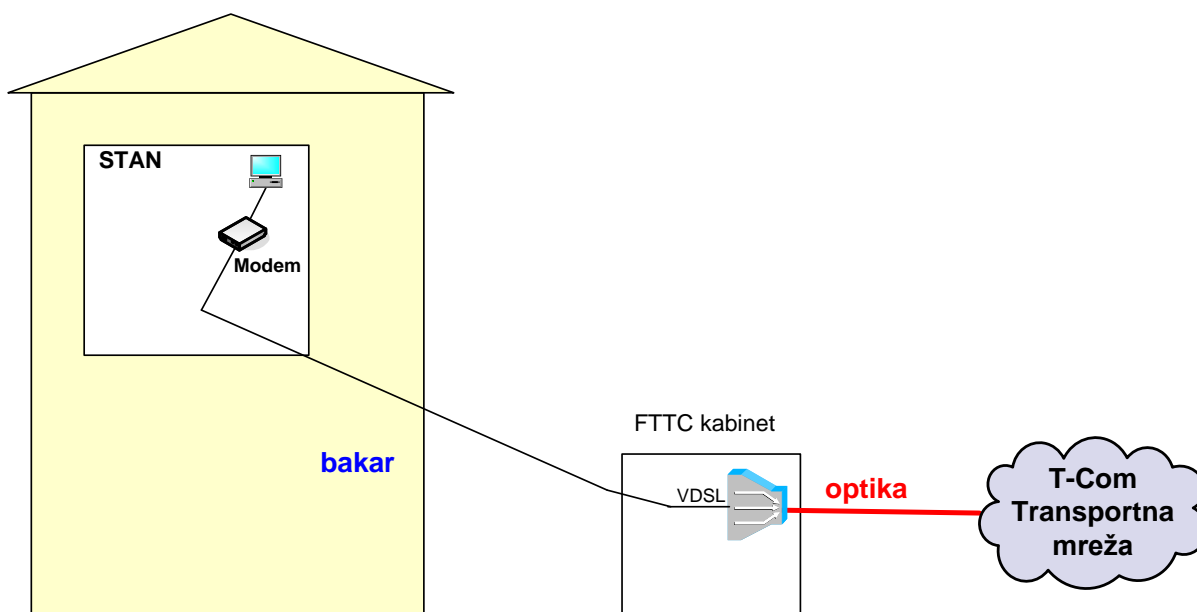 STAN
Modem
bakar
FTTC kabinet
VDSL
optika
T-Com
Transportna
mreža